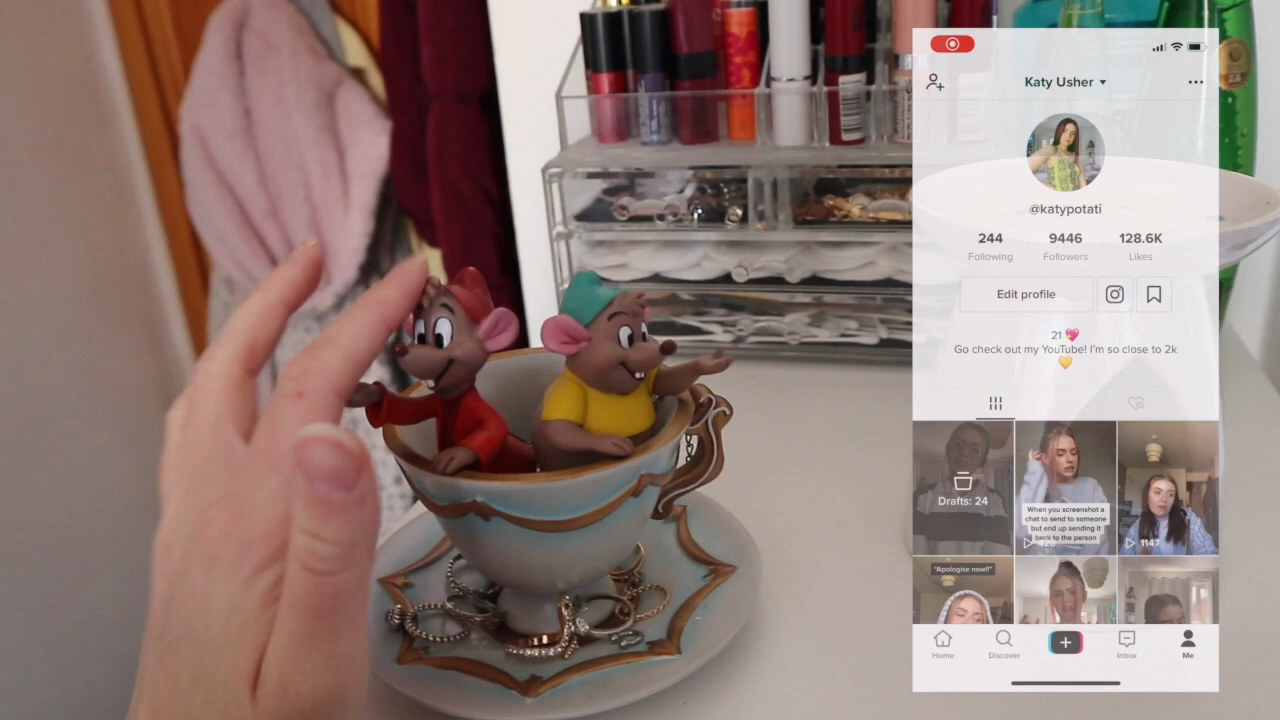 Katy Usher
@katypotati
244
9446
128.6K
Following
Followers
Likes
Edit profile
21
Go check out my YouTube! I'm so close to 2k
Drafts: 24
When you screenshot a
chat to send to someone
but end up sending it
back to the person
1147
"Apologise now!!"
Home
Discover
Inbox
Me